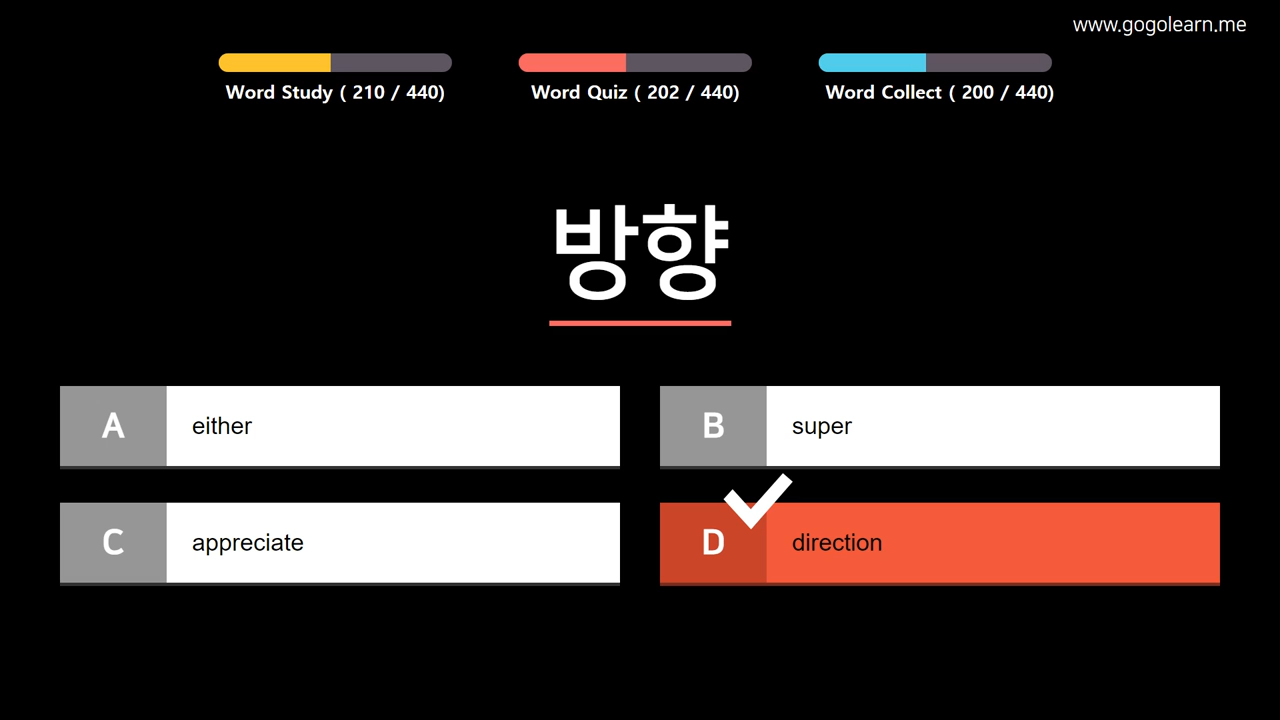 www.gogolearn.me
Word Study ( 210 / 440)
Word Quiz ( 202 / 440)
Word Collect ( 200 / 440)
방향
A either
B super
C appreciate
D direction